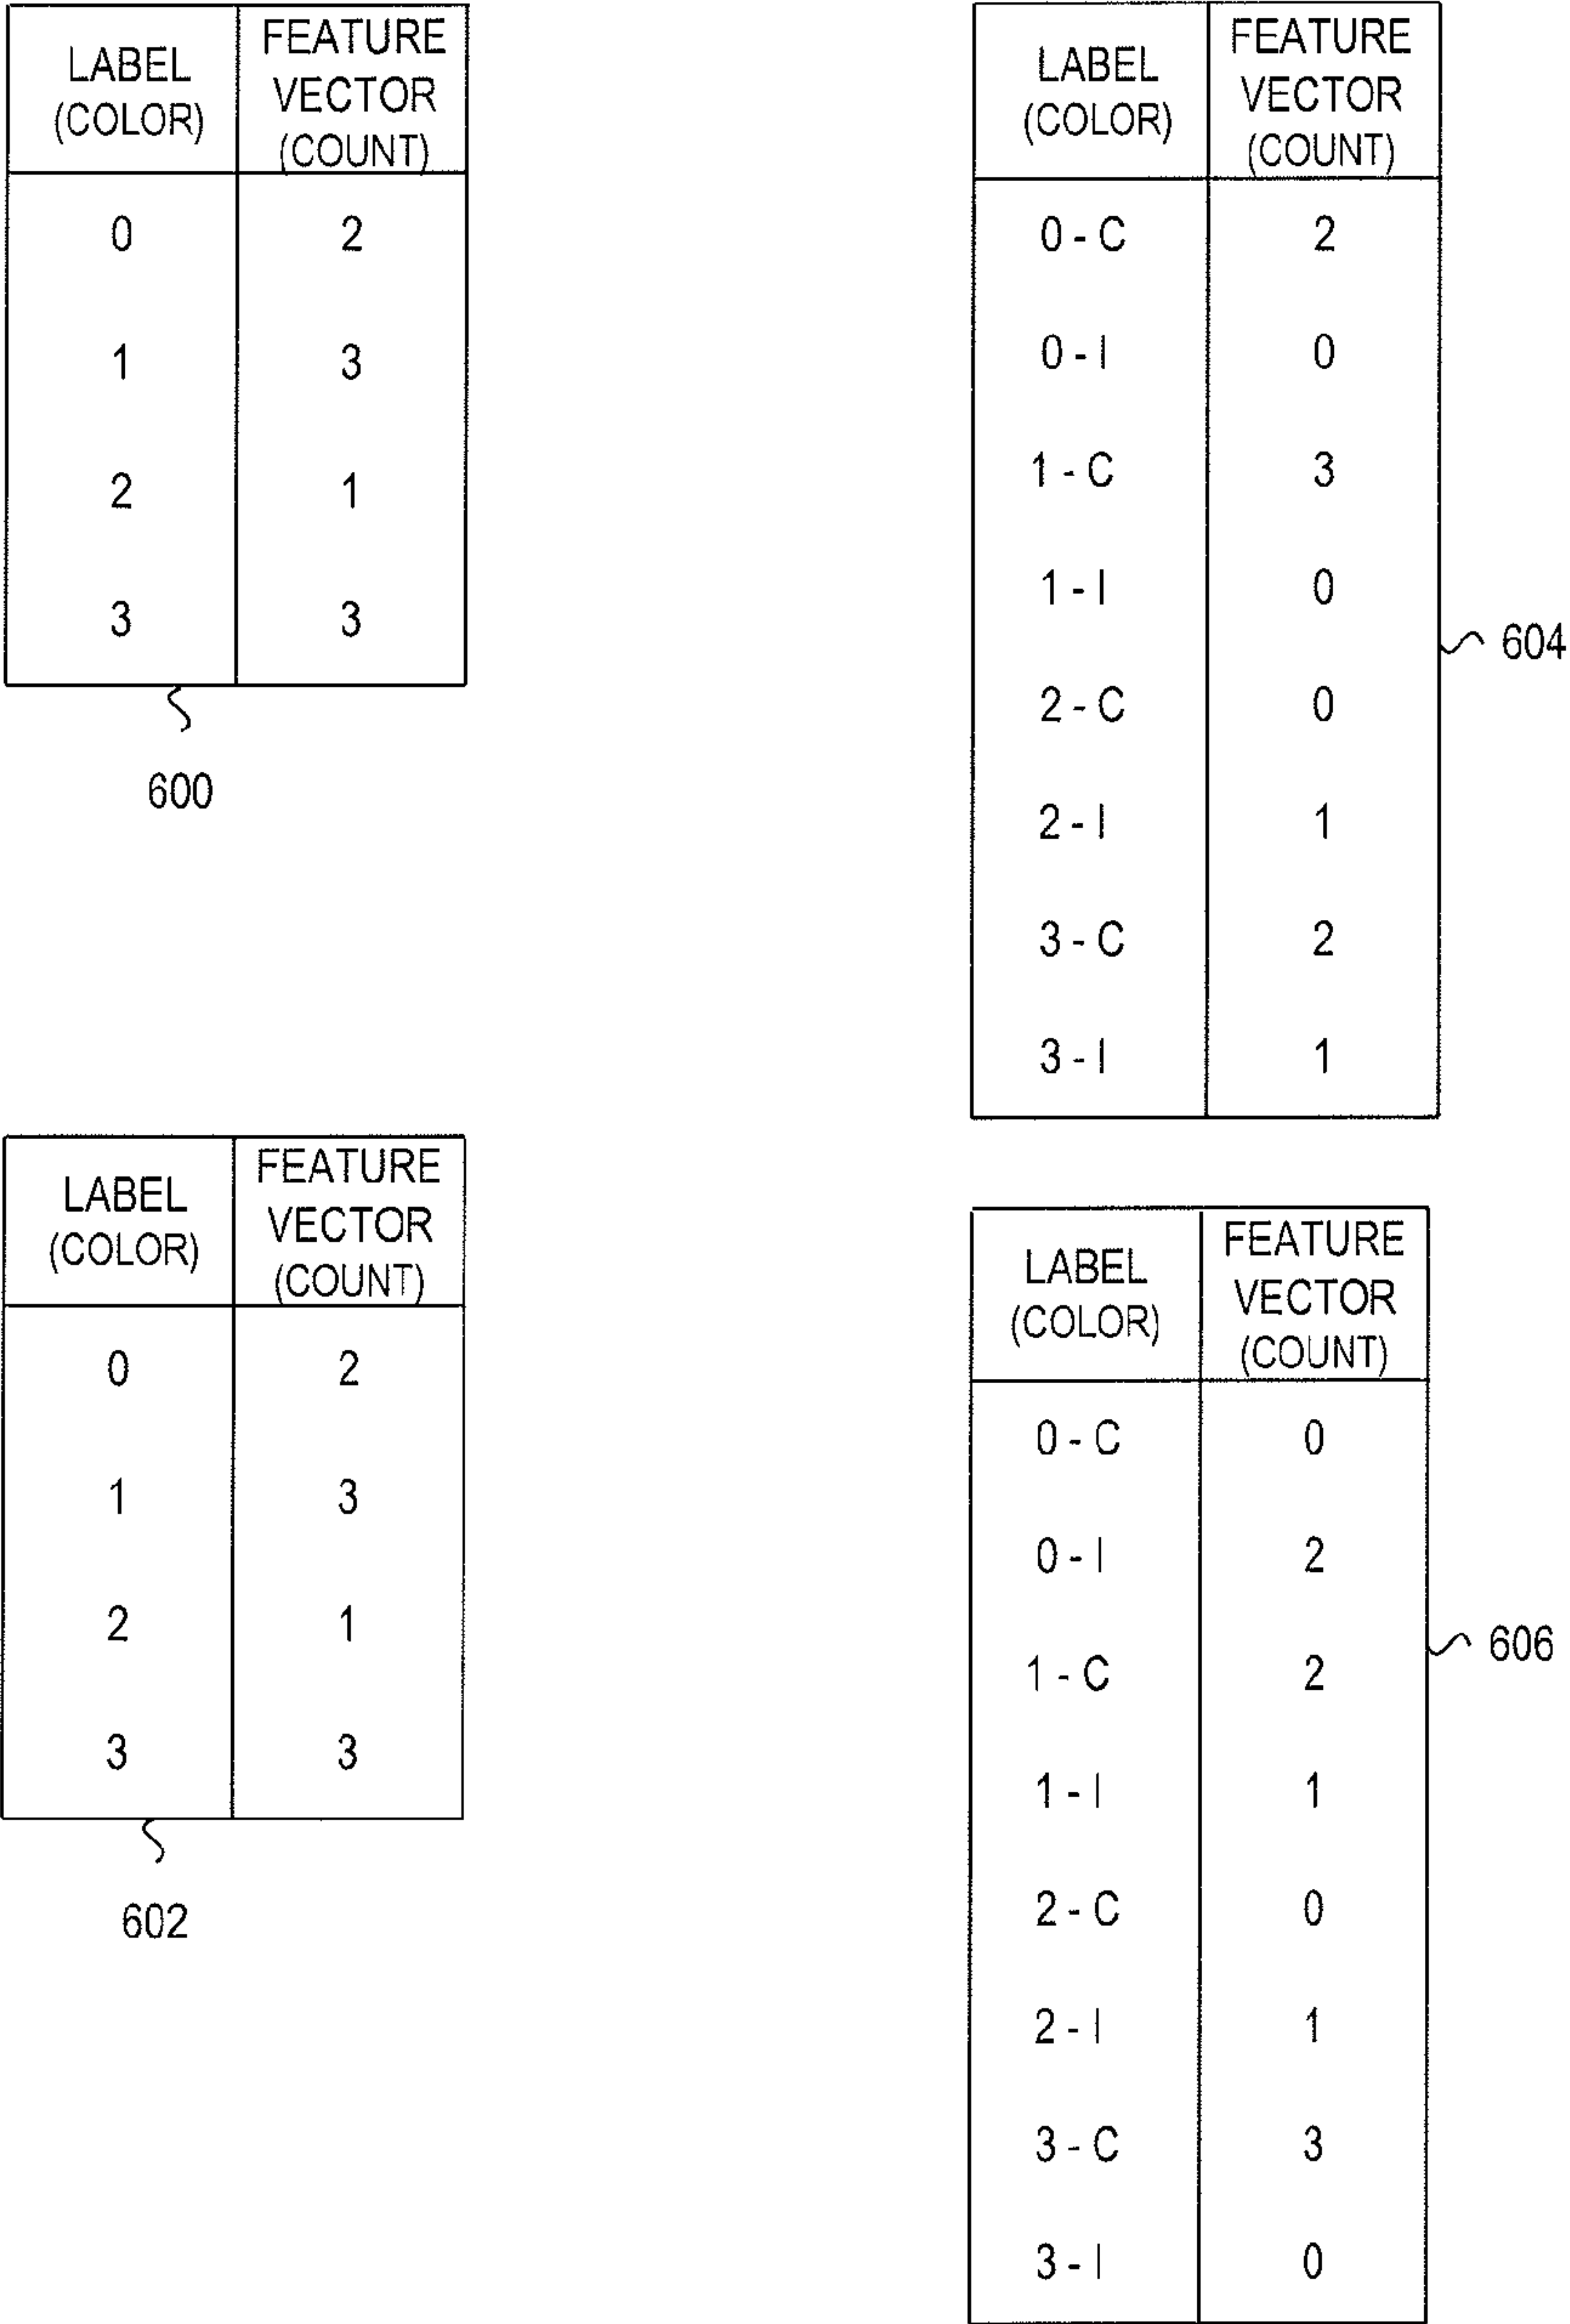 LABEL
(COLOR)
FEATURE
VECTOR
(COUNT)
0 2
1 3
2 1
3 3
600
LABEL
(COLOR)
FEATURE
VECTOR
(COUNT)
0 - C 2
0 - I 0
1 - C 3
1 - I 0
2 - C 0
2 - I 1
3 - C 2
3 - I 1
604
LABEL
(COLOR)
FEATURE
VECTOR
(COUNT)
0 2
1 3
2 1
3 3
602
LABEL
(COLOR)
FEATURE
VECTOR
(COUNT)
0 - C 0
0 - I 2
1 - C 2
1 - I 1
2 - C 0
2 - I 1
3 - C 3
3 - I 0
606